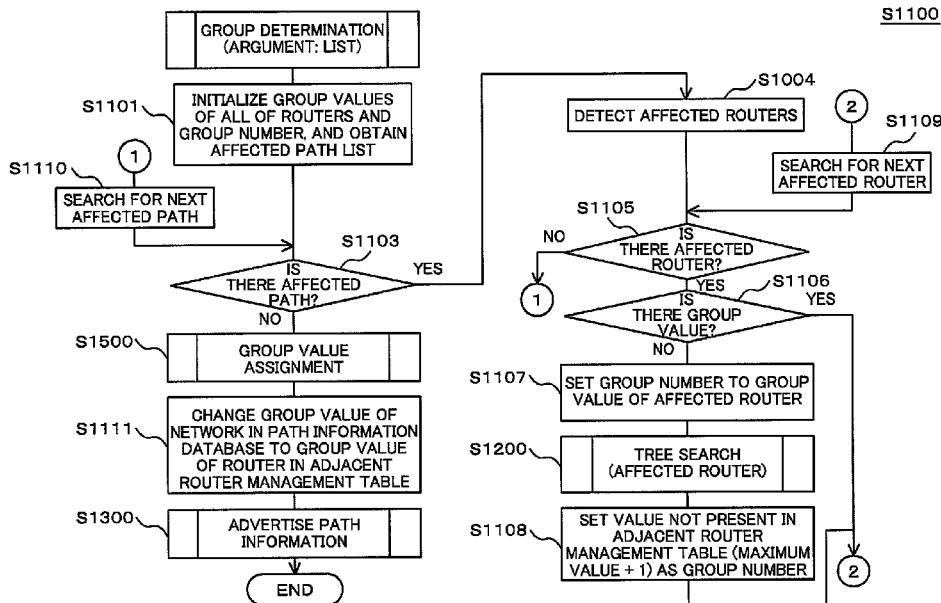 S1100
GROUP DETERMINATION
(ARGUMENT: LIST)
S1101
INITIALIZE GROUP VALUES
OF ALL OF ROUTERS AND
GROUP NUMBER, AND OBTAIN
AFFECTED PATH LIST
1
S1110
SEARCH FOR NEXT
AFFECTED PATH
S1103
IS
THERE AFFECTED
PATH?
YES
NO
S1500
GROUP VALUE
ASSIGNMENT
S1111
CHANGE GROUP VALUE OF
NETWORK IN PATH INFORMATION
DATABASE TO GROUP VALUE
OF ROUTER IN ADJACENT
ROUTER MANAGEMENT TABLE
S1300
ADVERTISE PATH
INFORMATION
END
S1004
DETECT AFFECTED ROUTERS
2
S1109
SEARCH FOR NEXT
AFFECTED ROUTER
S1105
IS
THERE AFFECTED
ROUTER?
NO
1
YES
S1106
IS
THERE GROUP
VALUE?
YES
NO
S1107
SET GROUP NUMBER TO GROUP
VALUE OF AFFECTED ROUTER
S1200
TREE SEARCH
(AFFECTED ROUTER)
S1108
SET VALUE NOT PRESENT IN
ADJACENT ROUTER
MANAGEMENT TABLE (MAXIMUM
VALUE + 1) AS GROUP NUMBER
2